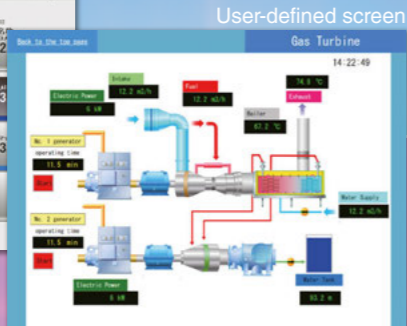 User-defined screen
Back to the top page
Gas Turbine
14:22:49
Intake
12.2 m3/h
Fuel
12.2 m3/h
74.8 ℃
Exhaust
Electric Power
6 kW
Boiler
67.2 ℃
No. 1 generator
operating time
11.5 min
Start
Water Supply
12.2 m3/h
No. 2 generator
operating time
11.5 min
Start
Electric Power
6 kW
Water Tank
93.2 m